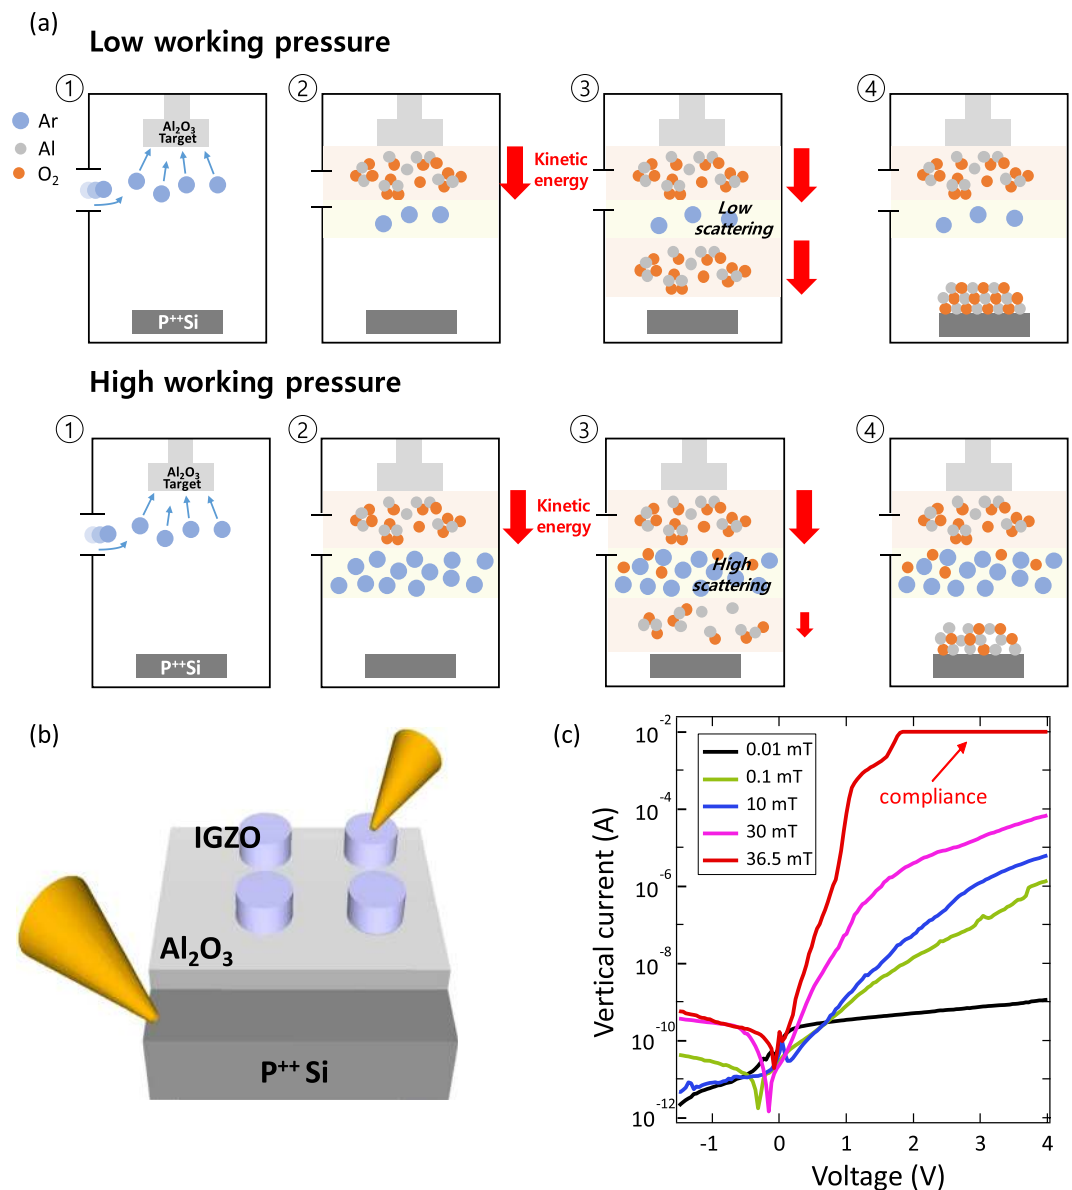 (a)
Low working pressure
① ② ③ ④
Ar
Al
O₂
Al₂O₃
Target
P⁺⁺Si
Kinetic
energy
Low
scattering
High working pressure
① ② ③ ④
Al₂O₃
Target
P⁺⁺Si
Kinetic
energy
High
scattering
(b)
IGZO
Al₂O₃
P⁺⁺ Si
(c)
0.01 mT
0.1 mT
10 mT
30 mT
36.5 mT
compliance
Vertical current (A)
10⁻²
10⁻⁴
10⁻⁶
10⁻⁸
10⁻¹⁰
10⁻¹²
-1 0 1 2 3 4
Voltage (V)